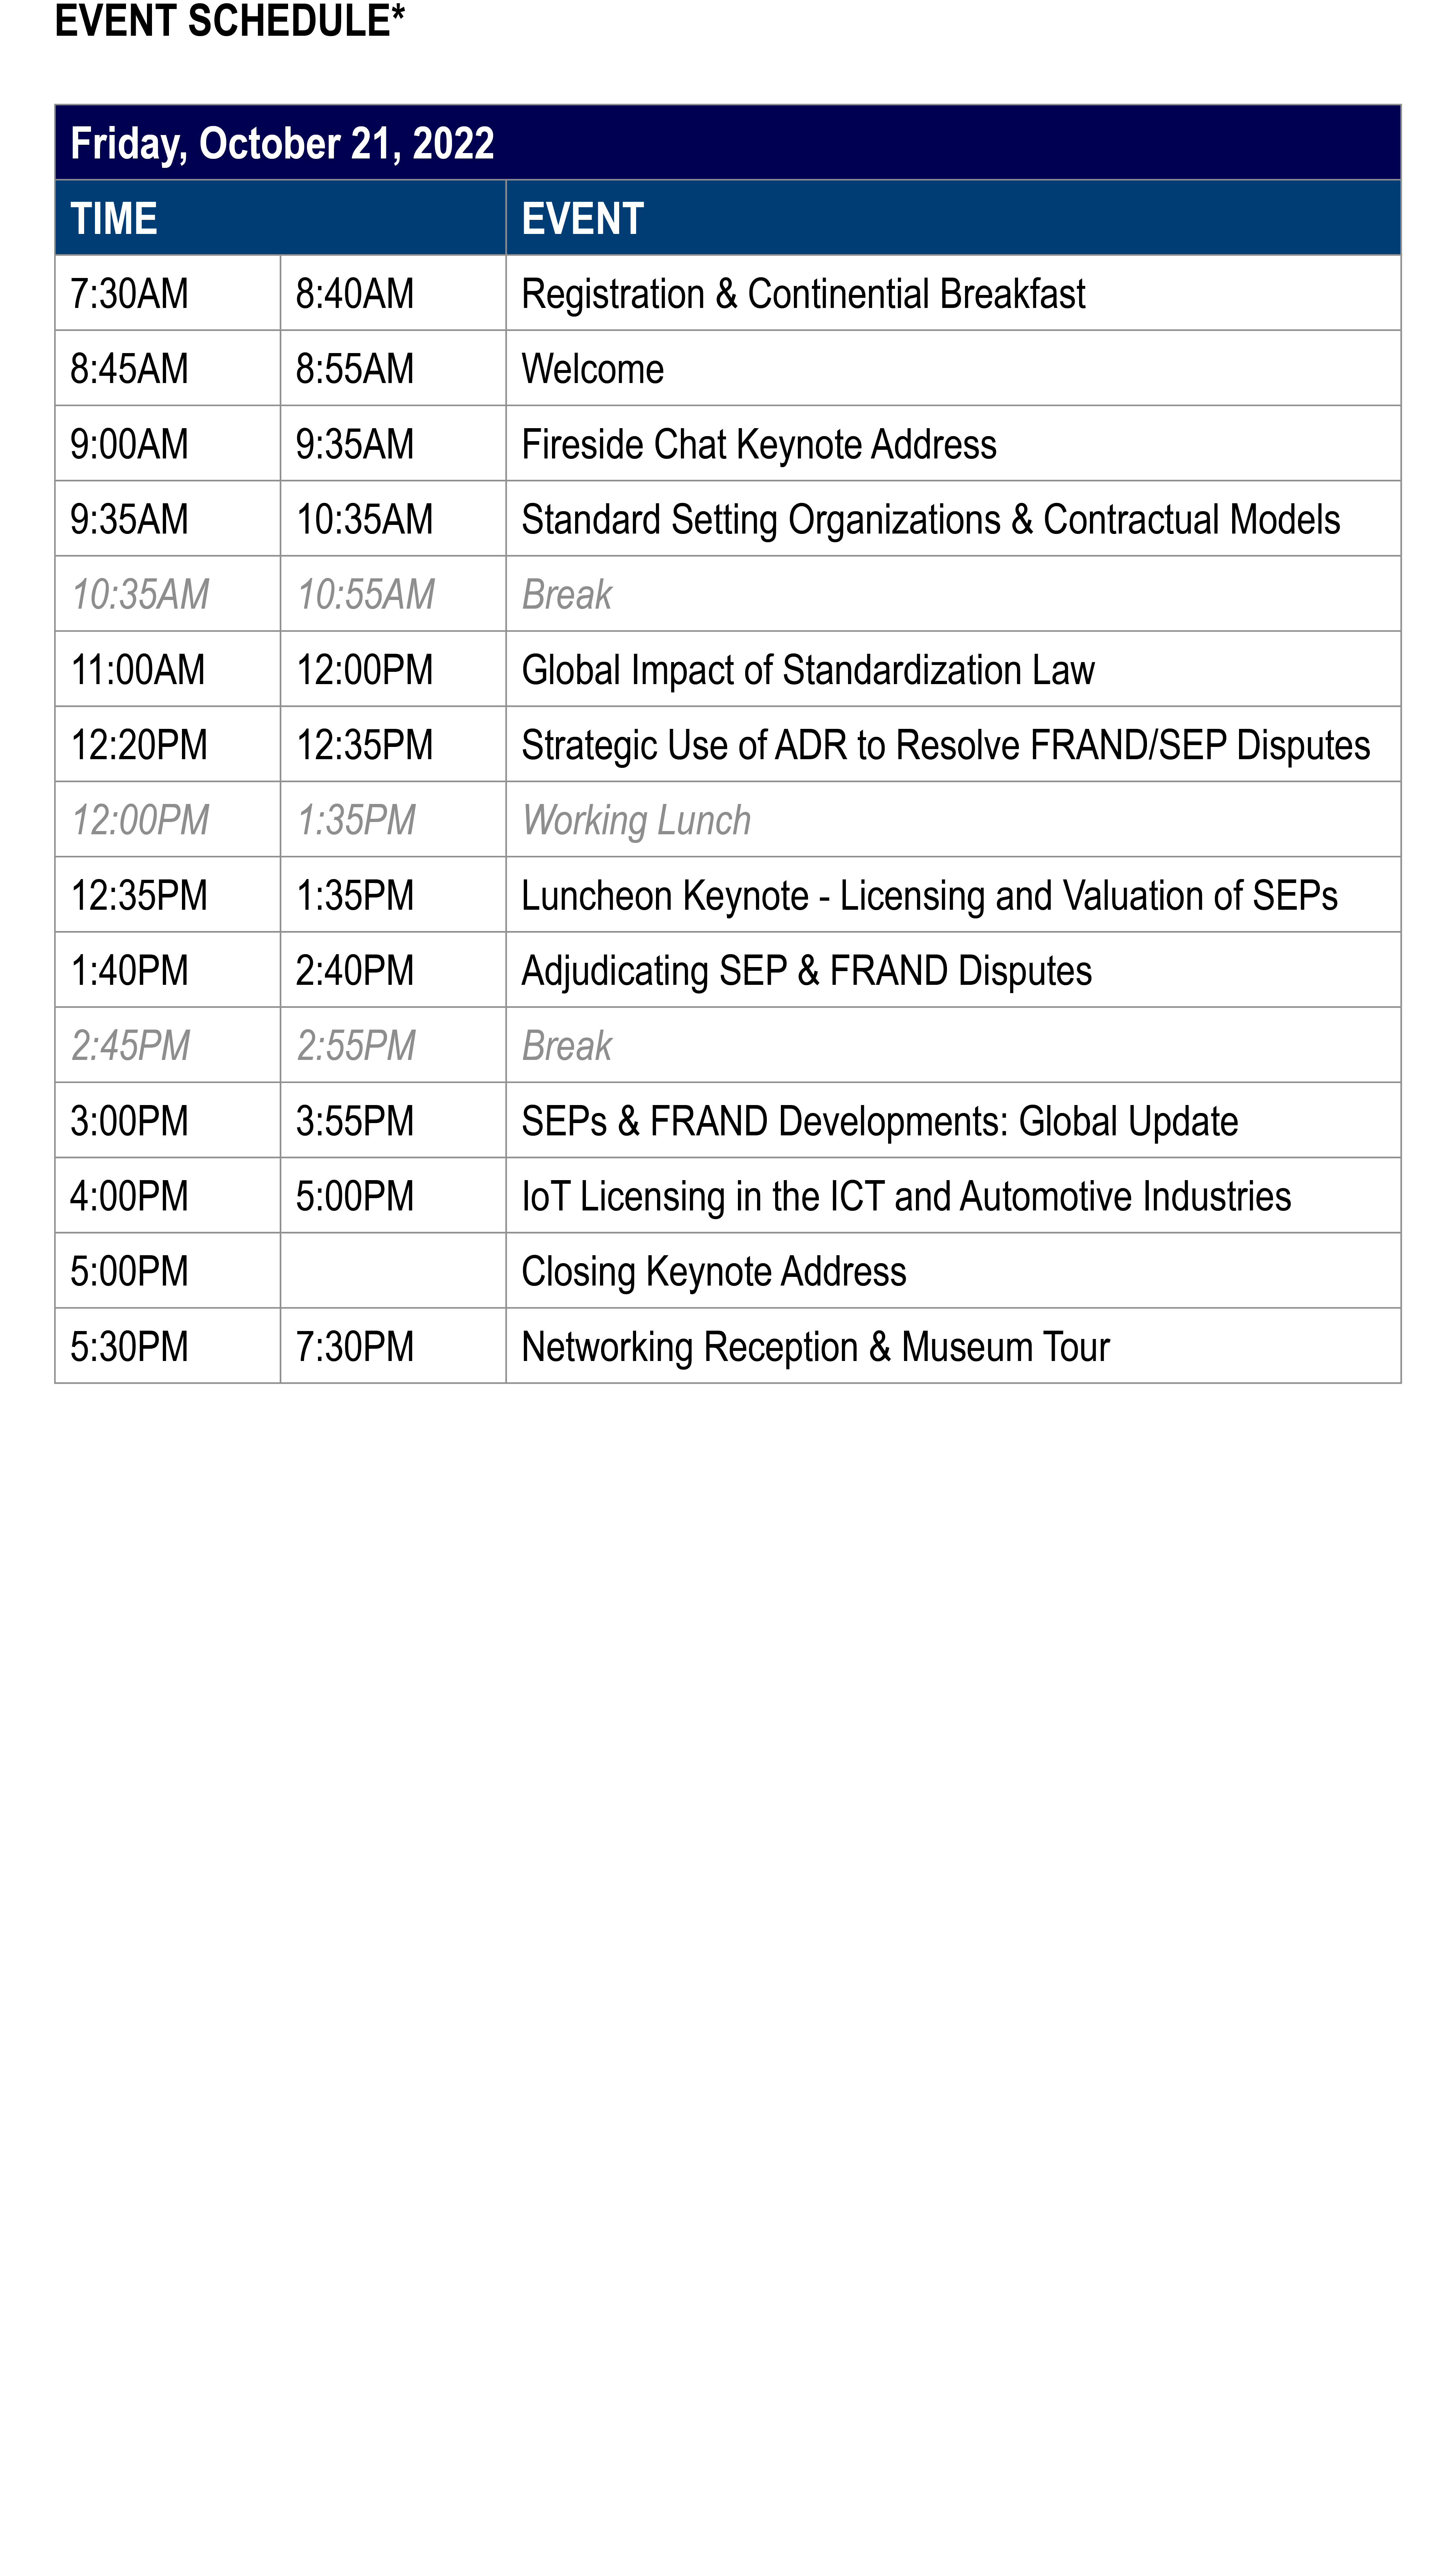 EVENT SCHEDULE*
Friday, October 21, 2022
TIME EVENT
7:30AM 8:40AM Registration & Continential Breakfast
8:45AM 8:55AM Welcome
9:00AM 9:35AM Fireside Chat Keynote Address
9:35AM 10:35AM Standard Setting Organizations & Contractual Models
10:35AM 10:55AM Break
11:00AM 12:00PM Global Impact of Standardization Law
12:20PM 12:35PM Strategic Use of ADR to Resolve FRAND/SEP Disputes
12:00PM 1:35PM Working Lunch
12:35PM 1:35PM Luncheon Keynote - Licensing and Valuation of SEPs
1:40PM 2:40PM Adjudicating SEP & FRAND Disputes
2:45PM 2:55PM Break
3:00PM 3:55PM SEPs & FRAND Developments: Global Update
4:00PM 5:00PM IoT Licensing in the ICT and Automotive Industries
5:00PM Closing Keynote Address
5:30PM 7:30PM Networking Reception & Museum Tour